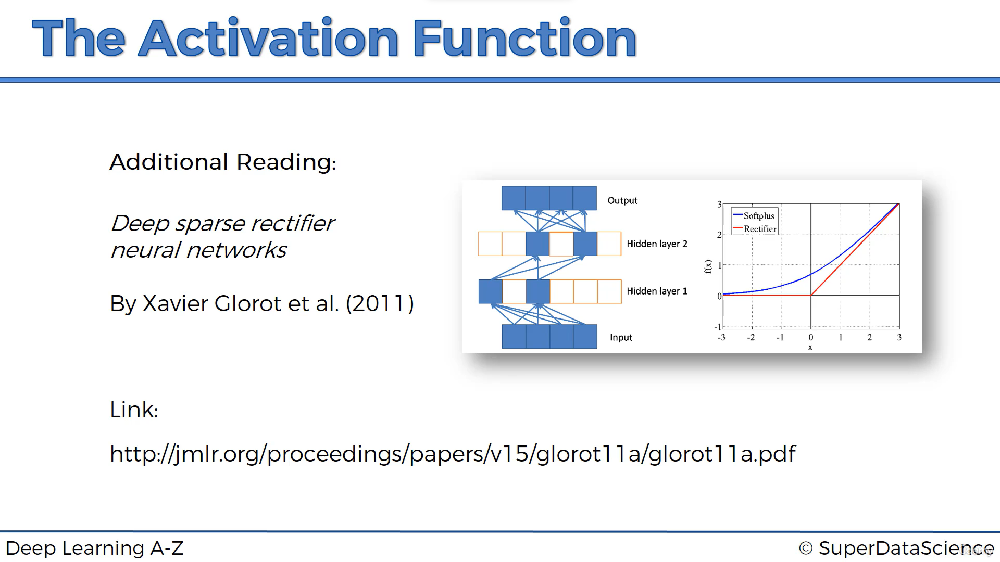 The Activation Function
Additional Reading:
Deep sparse rectifier
neural networks
By Xavier Glorot et al. (2011)
Output
Hidden layer 2
Hidden layer 1
Input
Softplus
Rectifier
3
2
1
0
-1
f(x)
-3 -2 -1 0 1 2 3
x
Link:
http://jmlr.org/proceedings/papers/v15/glorot11a/glorot11a.pdf
Deep Learning A-Z
© SuperDataScience
Udemy